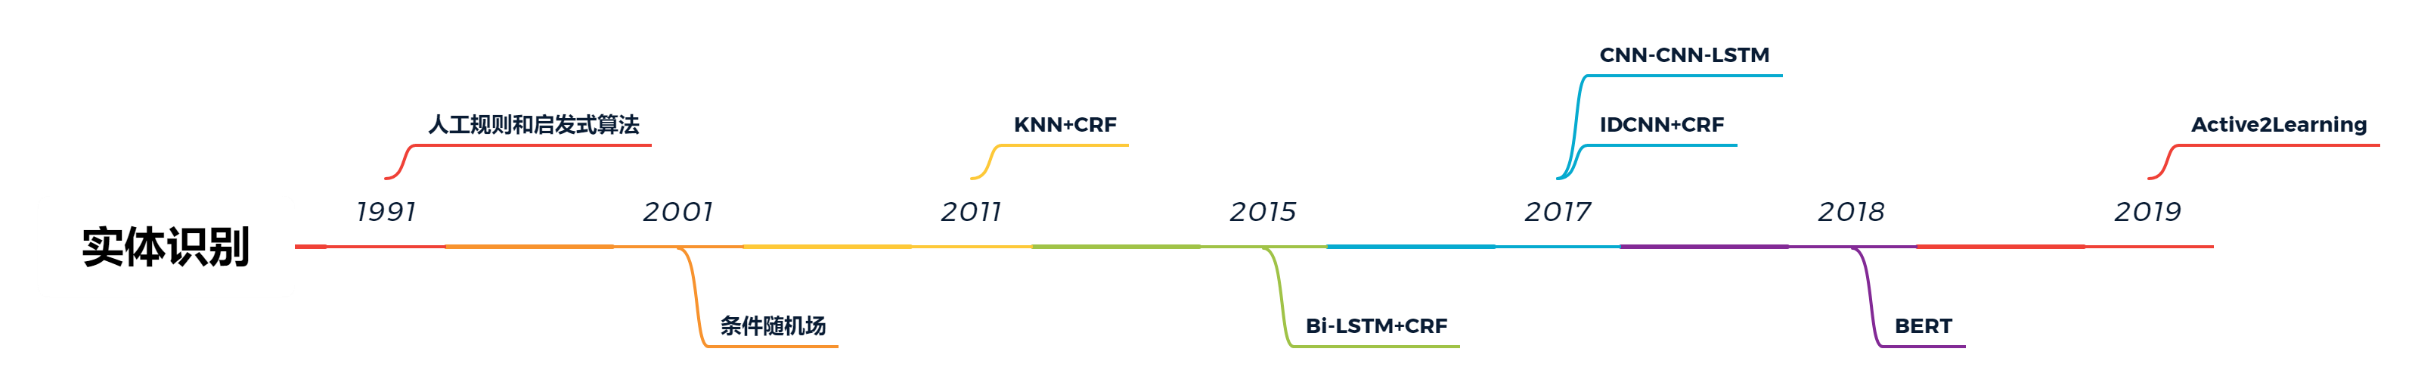 CNN-CNN-LSTM
人工规则和启发式算法
KNN+CRF
IDCNN+CRF
Active2Learning
1991
2001
2011
2015
2017
2018
2019
实体识别
条件随机场
Bi-LSTM+CRF
BERT